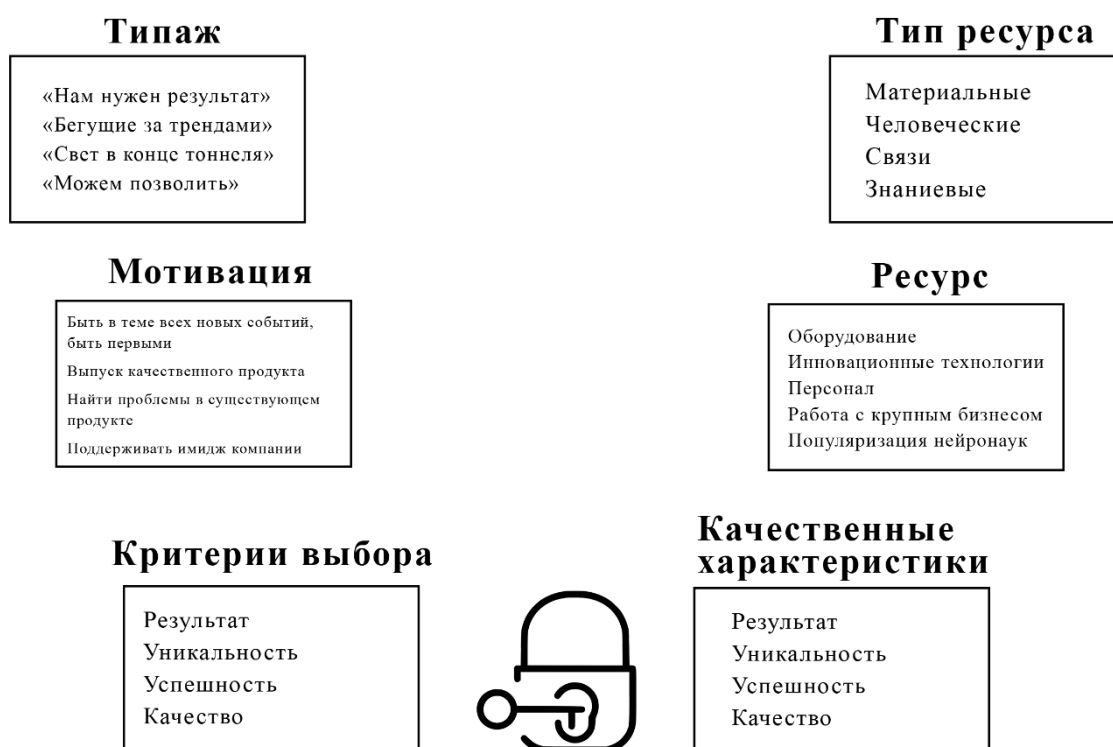 Типаж
«Нам нужен результат»
«Бегущие за трендами»
«Свет в конце тоннеля»
«Можем позволить»
Тип ресурса
Материальные
Человеческие
Связи
Знаниевые
Мотивация
Быть в теме всех новых событий,
быть первыми
Выпуск качественного продукта
Найти проблемы в существующем
продукте
Поддерживать имидж компании
Ресурс
Оборудование
Инновационные технологии
Персонал
Работа с крупным бизнесом
Популяризация нейронаук
Критерии выбора
Результат
Уникальность
Успешность
Качество
Качественные
характеристики
Результат
Уникальность
Успешность
Качество